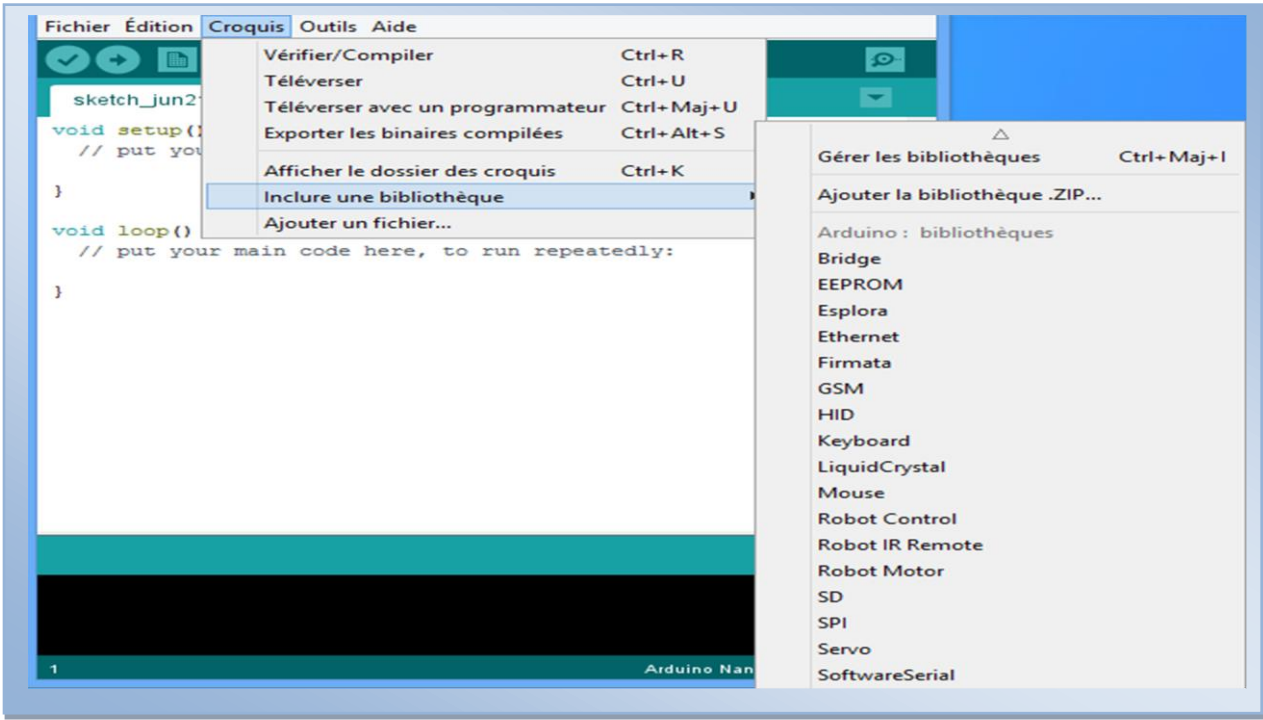 Fichier Édition Croquis Outils Aide
Vérifier/Compiler Ctrl+R
Téléverser Ctrl+U
Téléverser avec un programmateur Ctrl+Maj+U
Exporter les binaires compilées Ctrl+Alt+S
Afficher le dossier des croquis Ctrl+K
Inclure une bibliothèque
Ajouter un fichier...
sketch_jun2
void setup()
// put you
}
void loop()
// put your main code here, to run repeatedly:
}
Gérer les bibliothèques Ctrl+Maj+I
Ajouter la bibliothèque .ZIP...
Arduino : bibliothèques
Bridge
EEPROM
Esplora
Ethernet
Firmata
GSM
HID
Keyboard
LiquidCrystal
Mouse
Robot Control
Robot IR Remote
Robot Motor
SD
SPI
Servo
SoftwareSerial
1 Arduino Nan